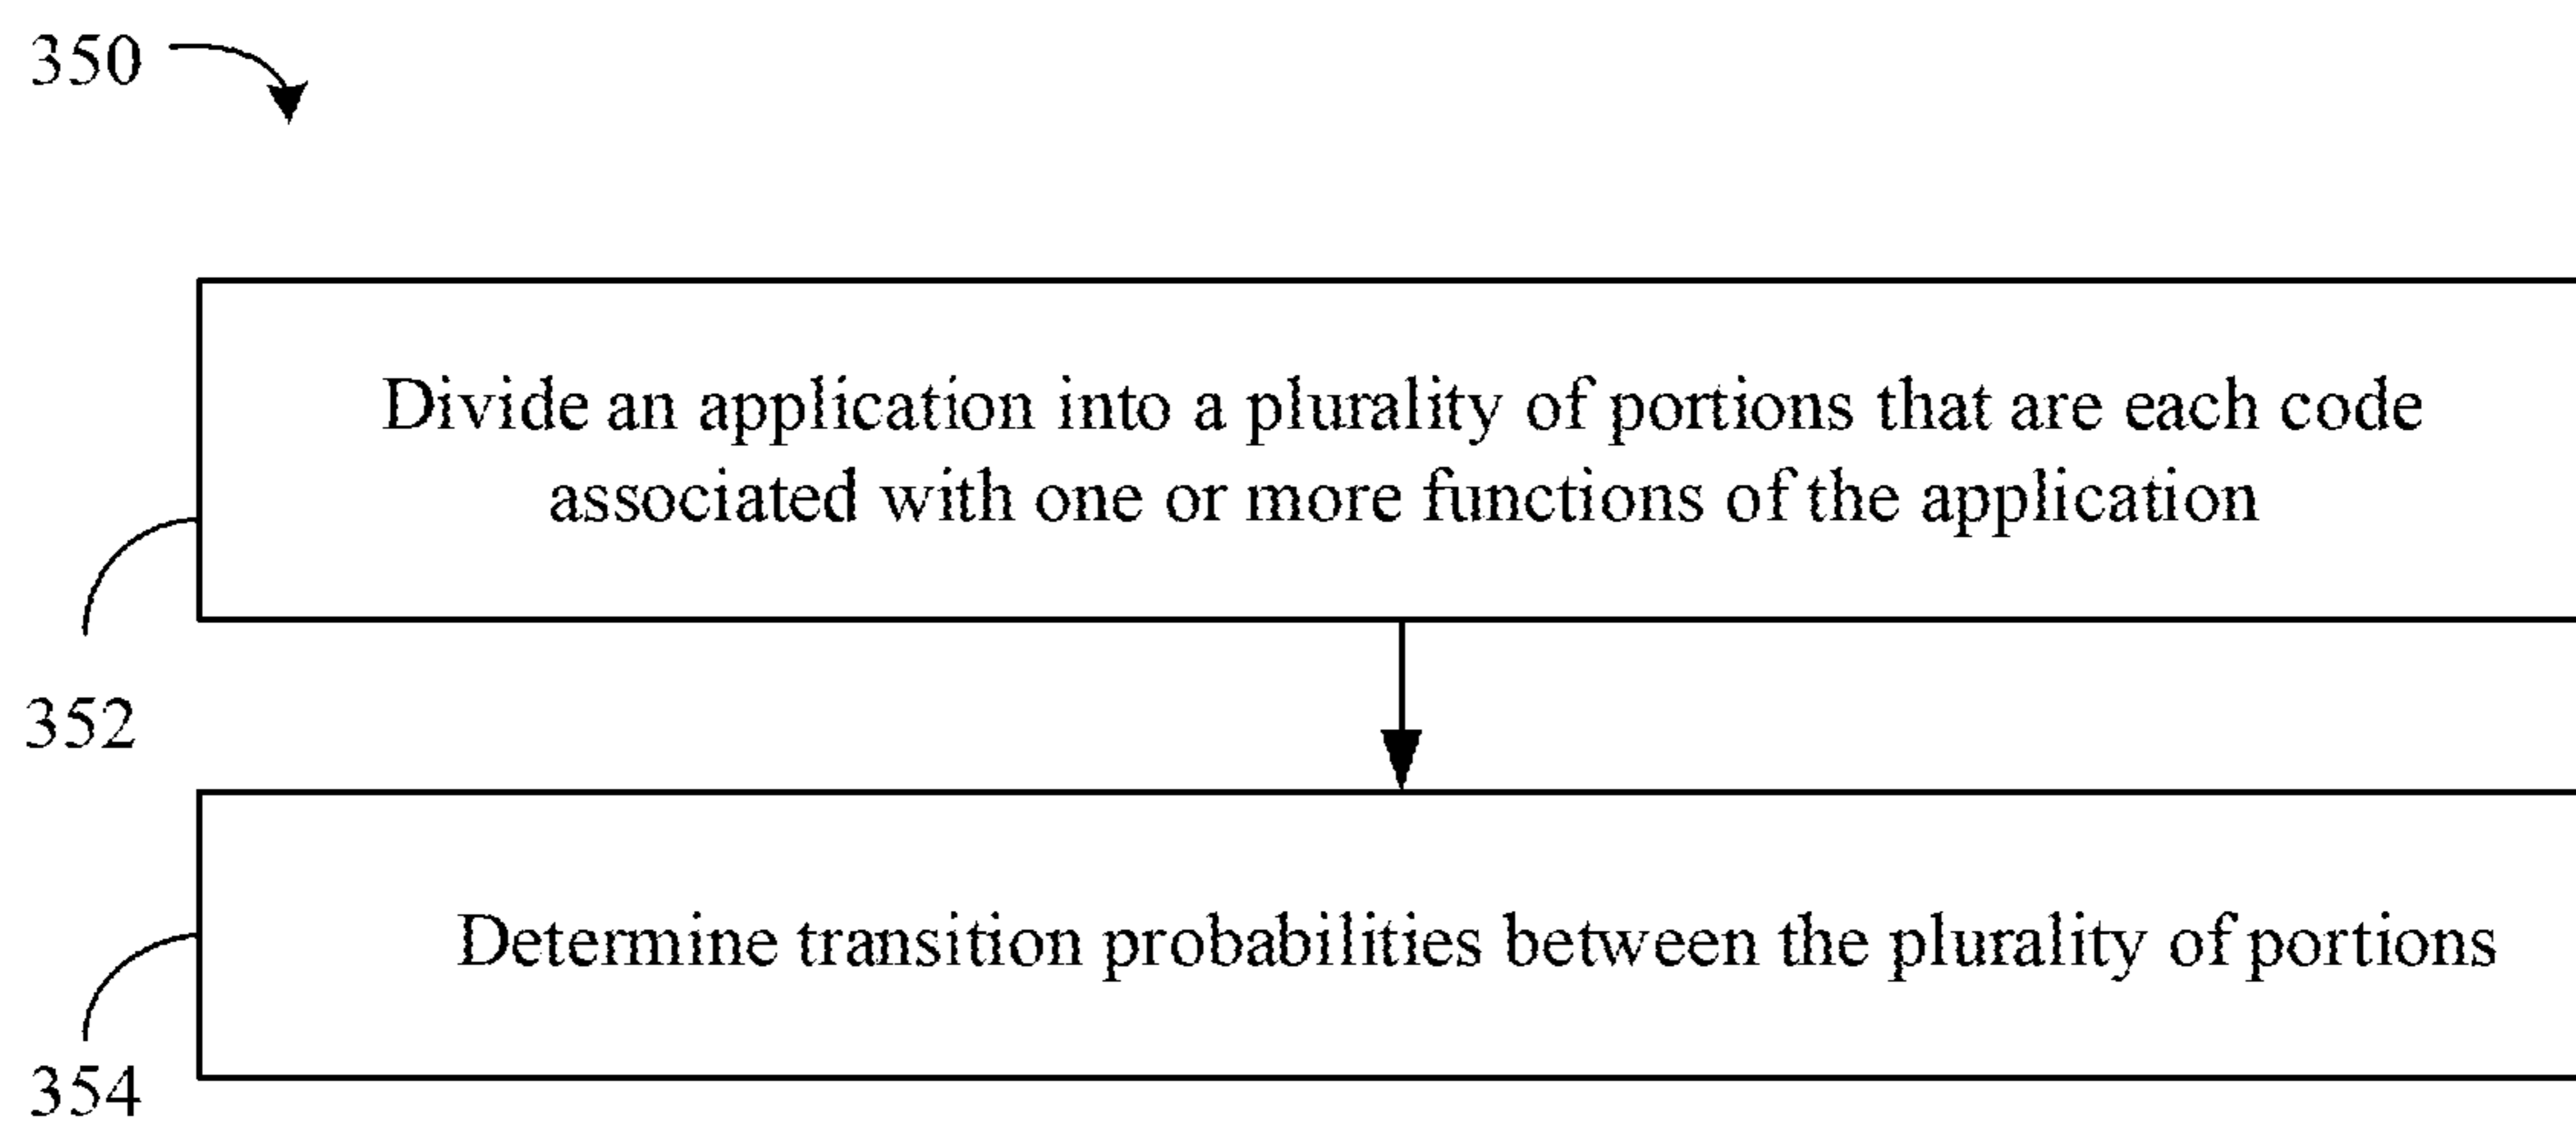 350
Divide an application into a plurality of portions that are each code
associated with one or more functions of the application
352
Determine transition probabilities between the plurality of portions
354